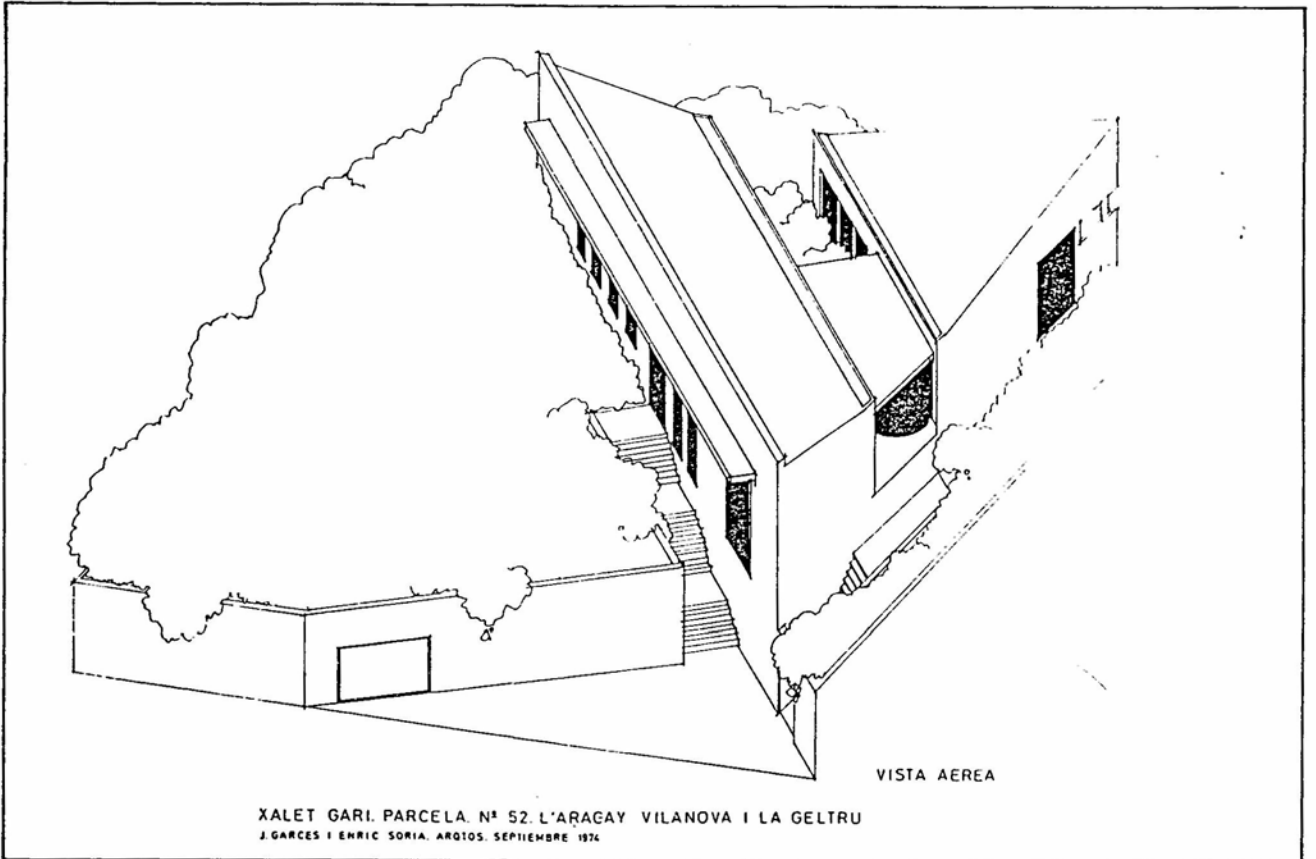 VISTA AEREA
XALET GARI. PARCELA. Nº 52. L'ARAGAY VILANOVA I LA GELTRU
J. GARCES I ENRIC SORIA. ARQTOS. SEPTIEMBRE 1974